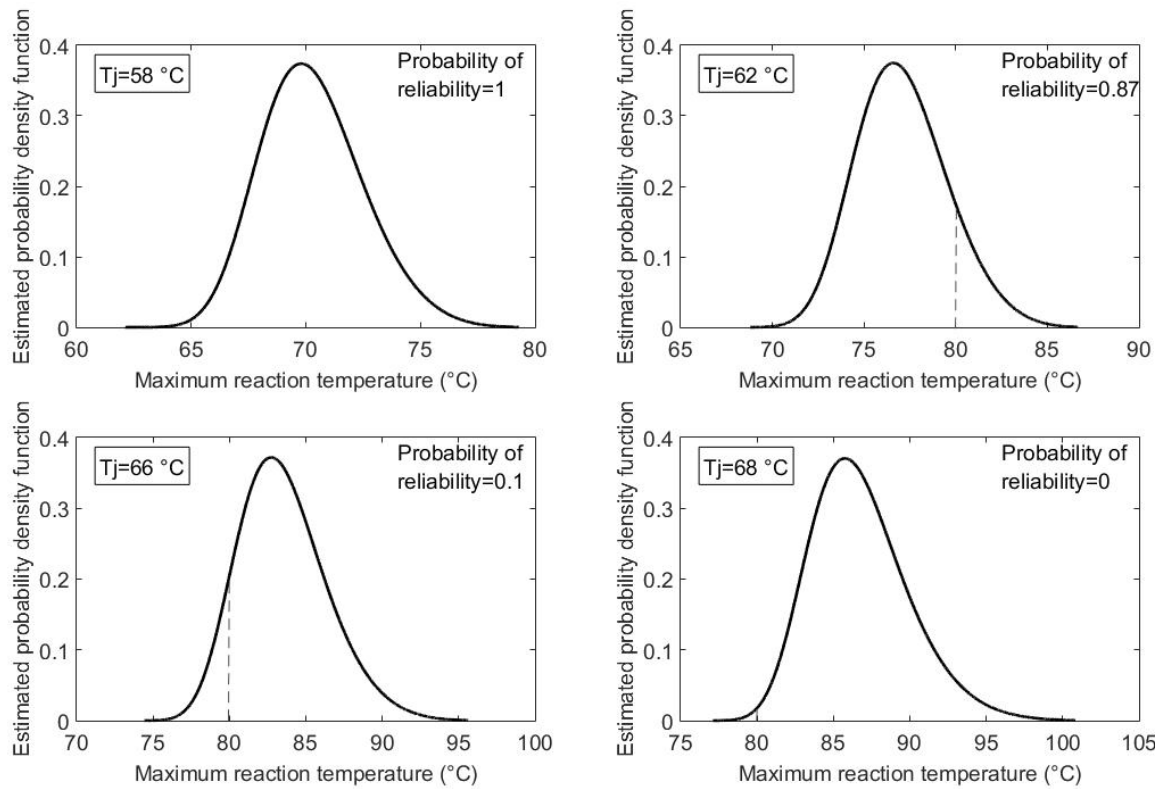 Estimated probability density function
0.4
0.3
0.2
0.1
0
Tj=58 °C
Probability of
reliability=1
60
65
70
75
80
Maximum reaction temperature (°C)
Estimated probability density function
0.4
0.3
0.2
0.1
0
Tj=62 °C
Probability of
reliability=0.87
65
70
75
80
85
90
Maximum reaction temperature (°C)
Estimated probability density function
0.4
0.3
0.2
0.1
0
Tj=66 °C
Probability of
reliability=0.1
70
75
80
85
90
95
100
Maximum reaction temperature (°C)
Estimated probability density function
0.4
0.3
0.2
0.1
0
Tj=68 °C
Probability of
reliability=0
75
80
85
90
95
100
105
Maximum reaction temperature (°C)